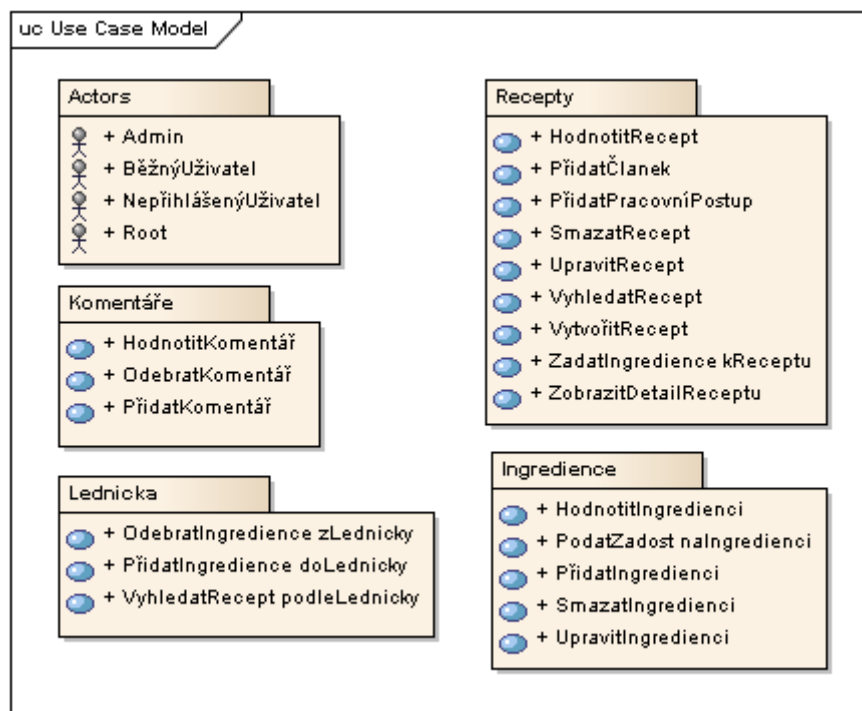 uc Use Case Model
Actors
+ Admin
+ BěžnýUživatel
+ NepřihlášenýUživatel
+ Root
Komentáře
+ HodnotitKomentář
+ OdebratKomentář
+ PřidatKomentář
Lednicka
+ OdebratIngredience zLednicky
+ PřidatIngredience doLednicky
+ VyhledatRecept podleLednicky
Recepty
+ HodnotitRecept
+ PřidatČlanek
+ PřidatPracovníPostup
+ SmazatRecept
+ UpravitRecept
+ VyhledatRecept
+ VytvořitRecept
+ ZadatIngredience kReceptu
+ ZobrazitDetailReceptu
Ingredience
+ HodnotitIngredienci
+ PodatZadost naIngredienci
+ PřidatIngredienci
+ SmazatIngredienci
+ UpravitIngredienci